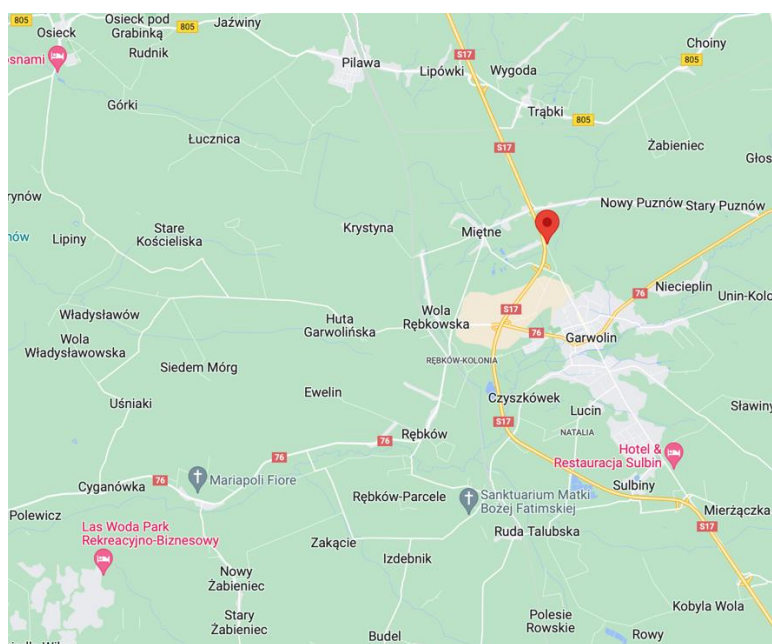 805
Osieck pod
Grabinką
Jaźwiny
Osieck
805
S17
Choiny
osnami
Rudnik
Pilawa
Lipówki
Wygoda
805
Górki
Trąbki
805
Łucznica
S17
Żabieniec
Głos
rynów
Nowy Puznów
Stary Puznów
Stare
Kościeliska
Krystyna
Miętne
nów
Lipiny
Niecieplin
76
Unin-Kolo
Władysławów
Huta
Garwolińska
Wola
Rębkowska
S17
76
Garwolin
Wola
Władysławowska
RĘBKÓW-KOLONIA
Siedem Mórg
Ewelin
Czyszkówek
Uśniaki
Lucin
Sławiny
S17
NATALIA
76
Rębków
76
Hotel &
Restauracja Sulbin
Cyganówka
76
Mariapoli Fiore
Sulbiny
Polewicz
Rębków-Parcele
Sanktuarium Matki
Bożej Fatimskiej
Mierżączka
Las Woda Park
Rekreacyjno-Biznesowy
Zakącie
Ruda Talubska
S17
Izdebnik
Nowy
Żabieniec
Stary
Żabieniec
Polesie
Rowskie
Kobyla Wola
Budel
Rowy